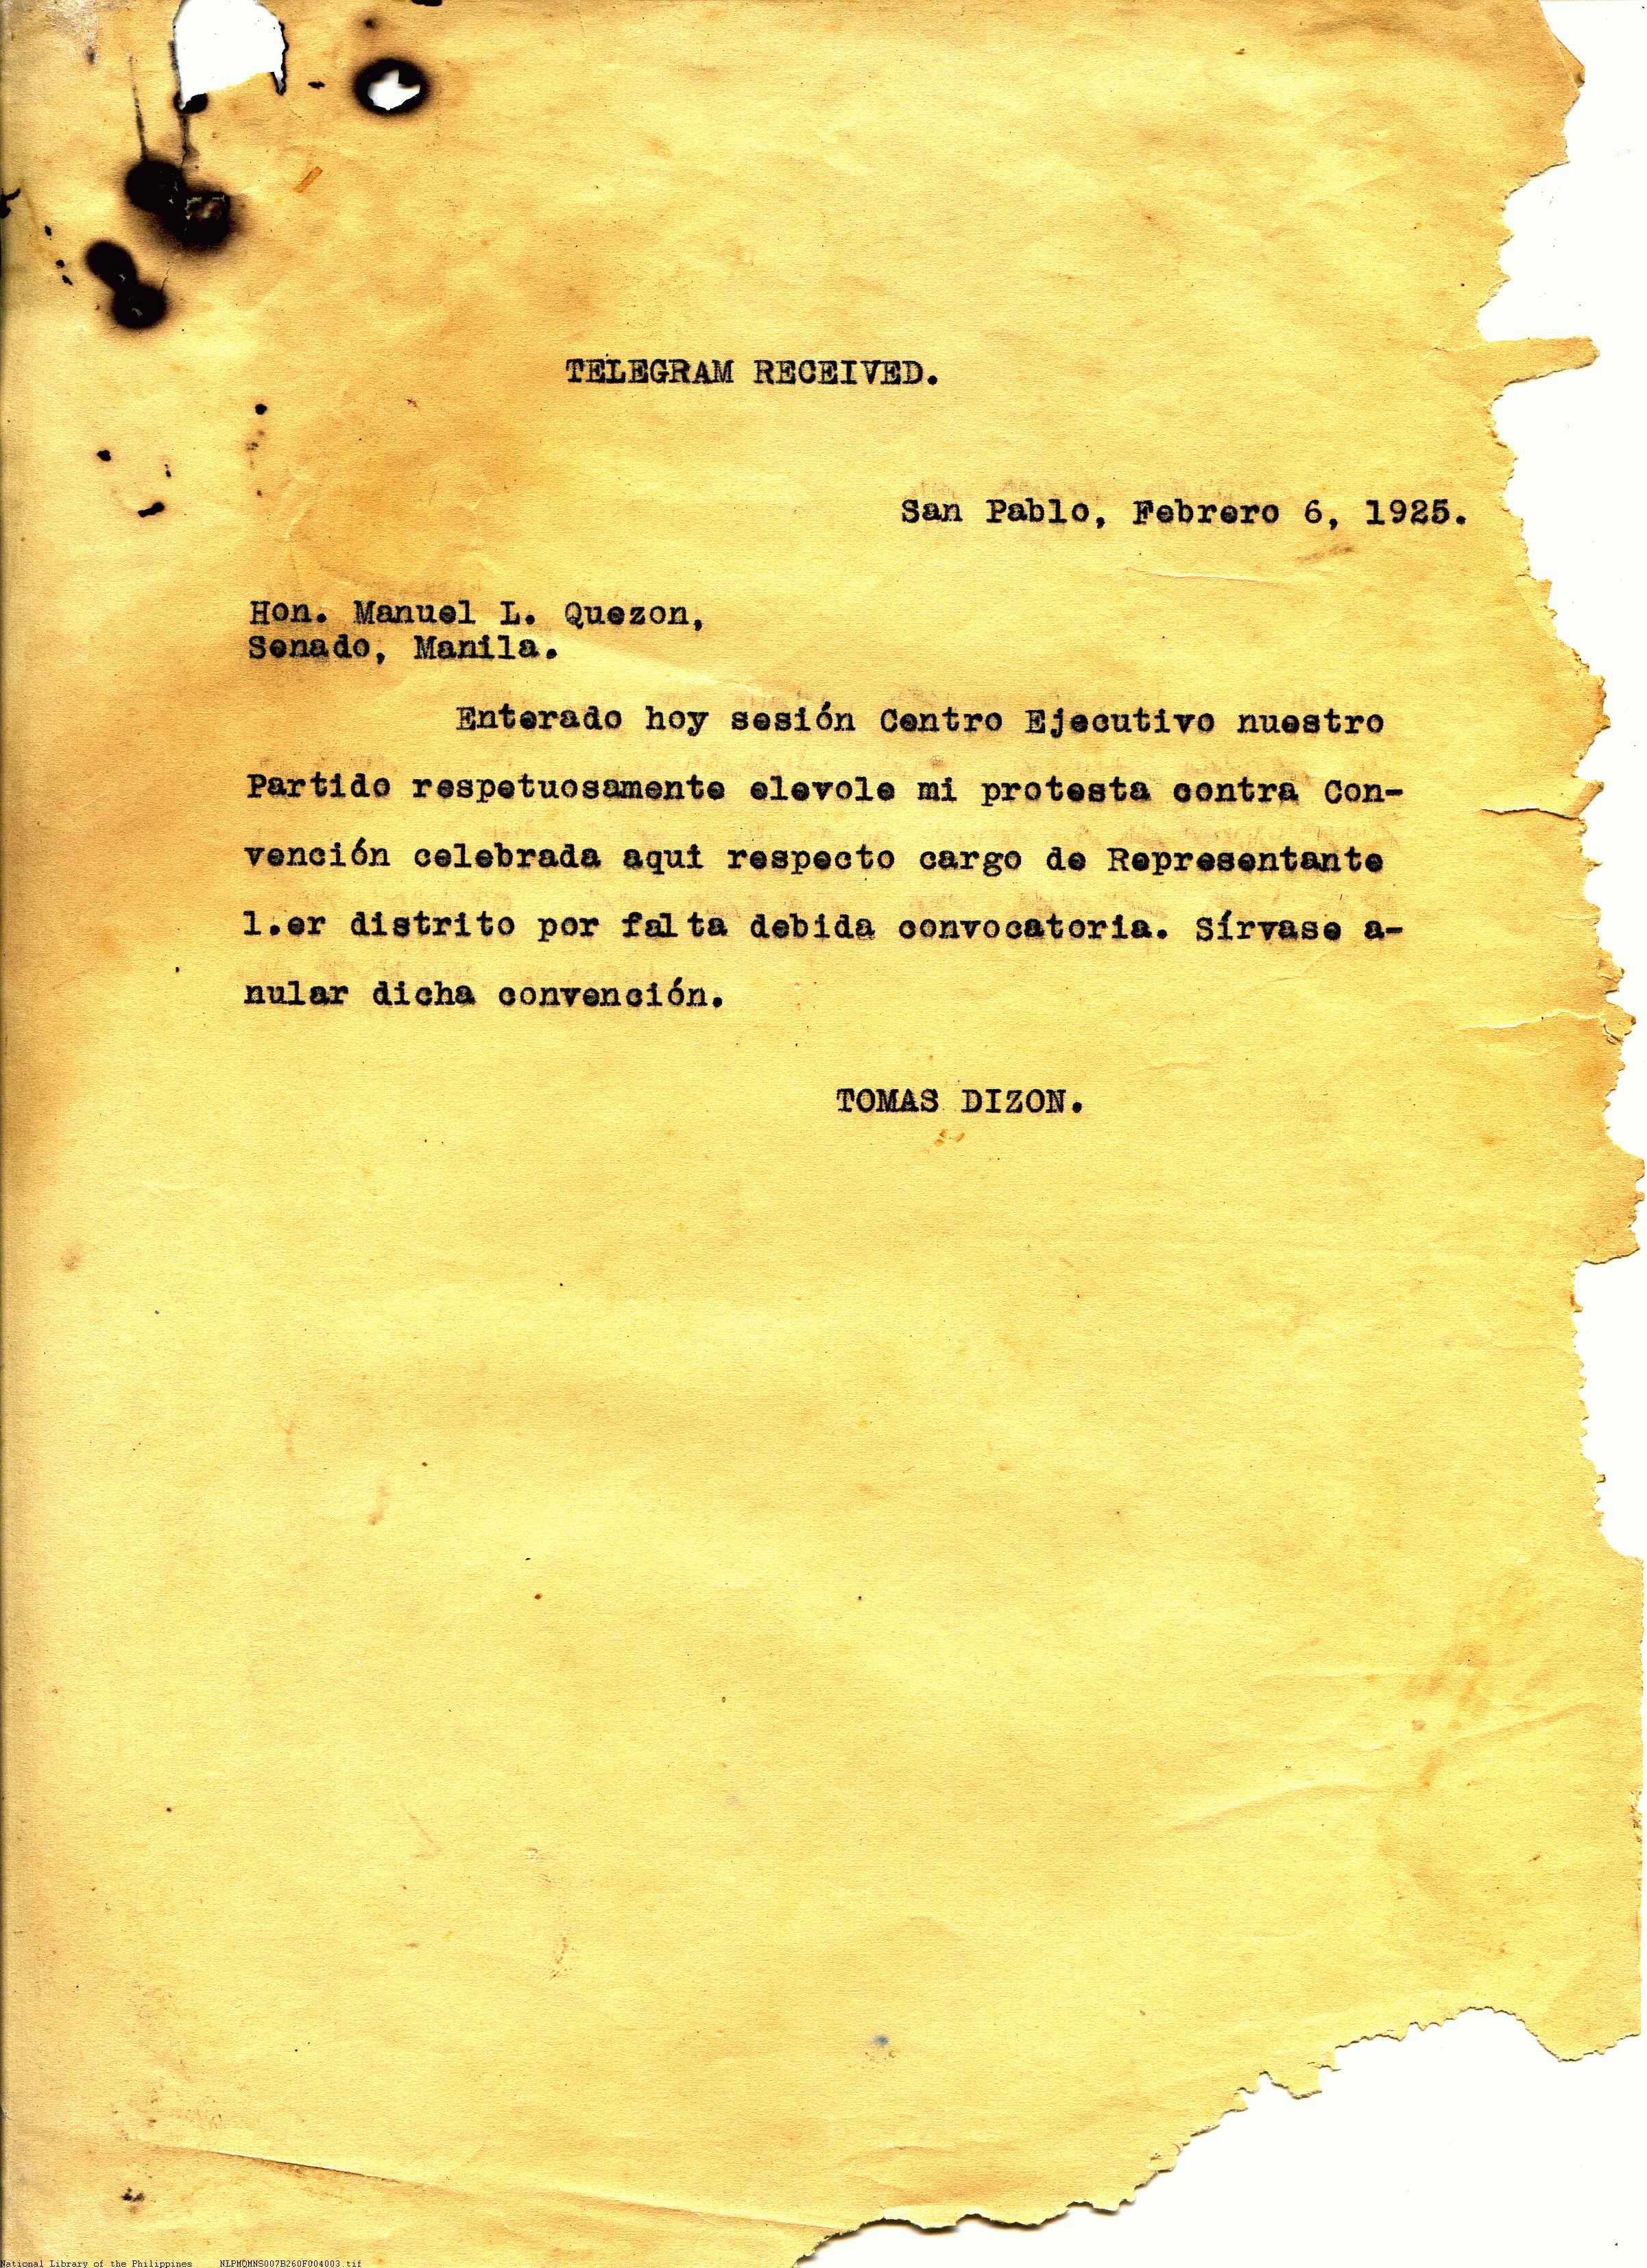 TELEGRAM RECEIVED.
San Pablo, Febrero 6, 1925.
Hon. Manuel L. Quezon,
Senado, Manila.
Enterado hoy sesión Centro Ejecutivo nuestro
Partido respetuosamente elevole mi protesta contra Con-
vención celebrada aqui respecto cargo de Representante
1.er distrito por falta debida convocatoria. Sírvase a-
nular dicha convención.
TOMAS DIZON.
National Library of the Philippines NLPMQMNS007B260F004003.tif